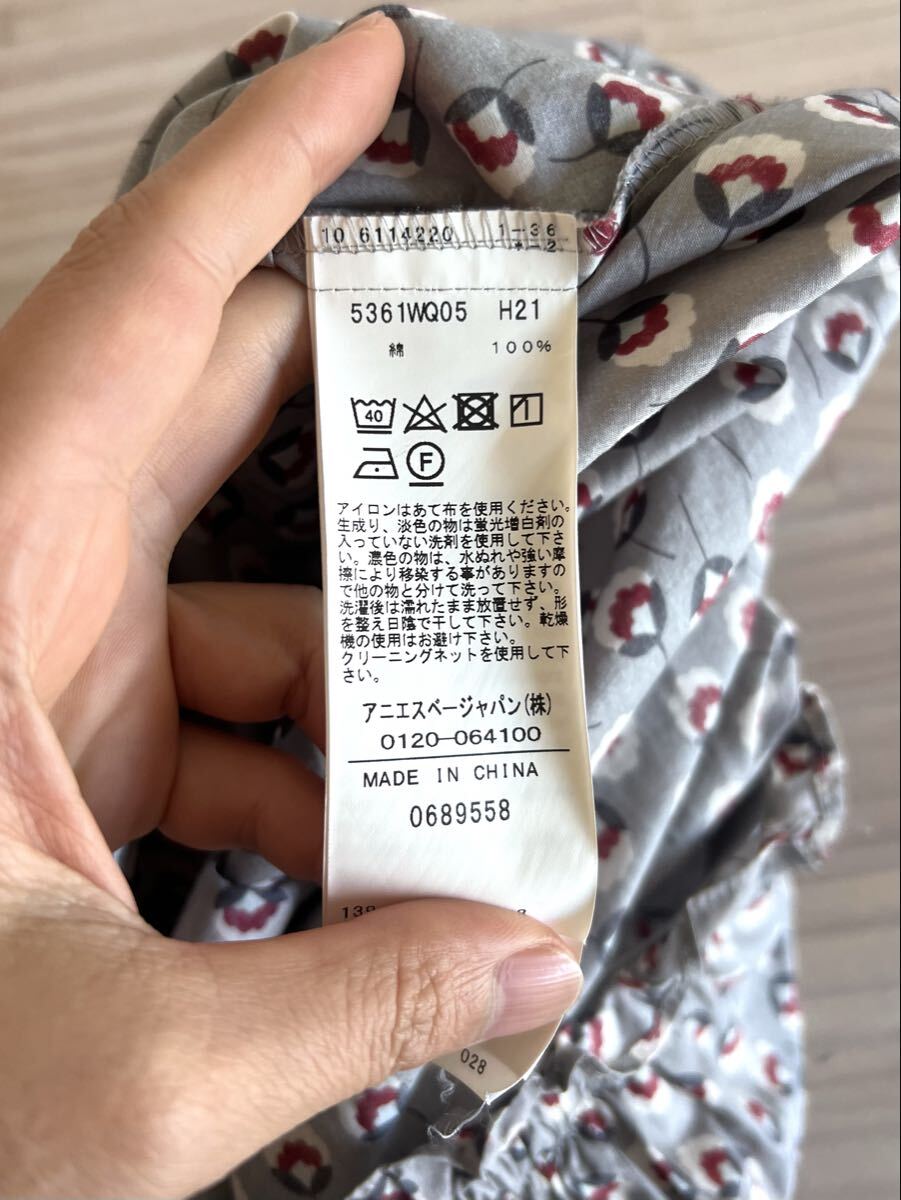 10 6114220 1-36
*-2
5361WQ05 H21
綿 100%
40
F
アイロンはあて布を使用ください。
生成り、淡色の物は蛍光増白剤の
入っていない洗剤を使用して下さ
い。濃色の物は、水ぬれや強い摩
擦により移染する事がありますの
で他の物と分けて洗って下さい。
洗濯後は濡れたまま放置せず、形
を整え日陰で干して下さい。乾燥
機の使用はお避け下さい。
クリーニングネットを使用して下
さい。
アニエスベージャパン(株)
0120-064100
MADE IN CHINA
0689558
028